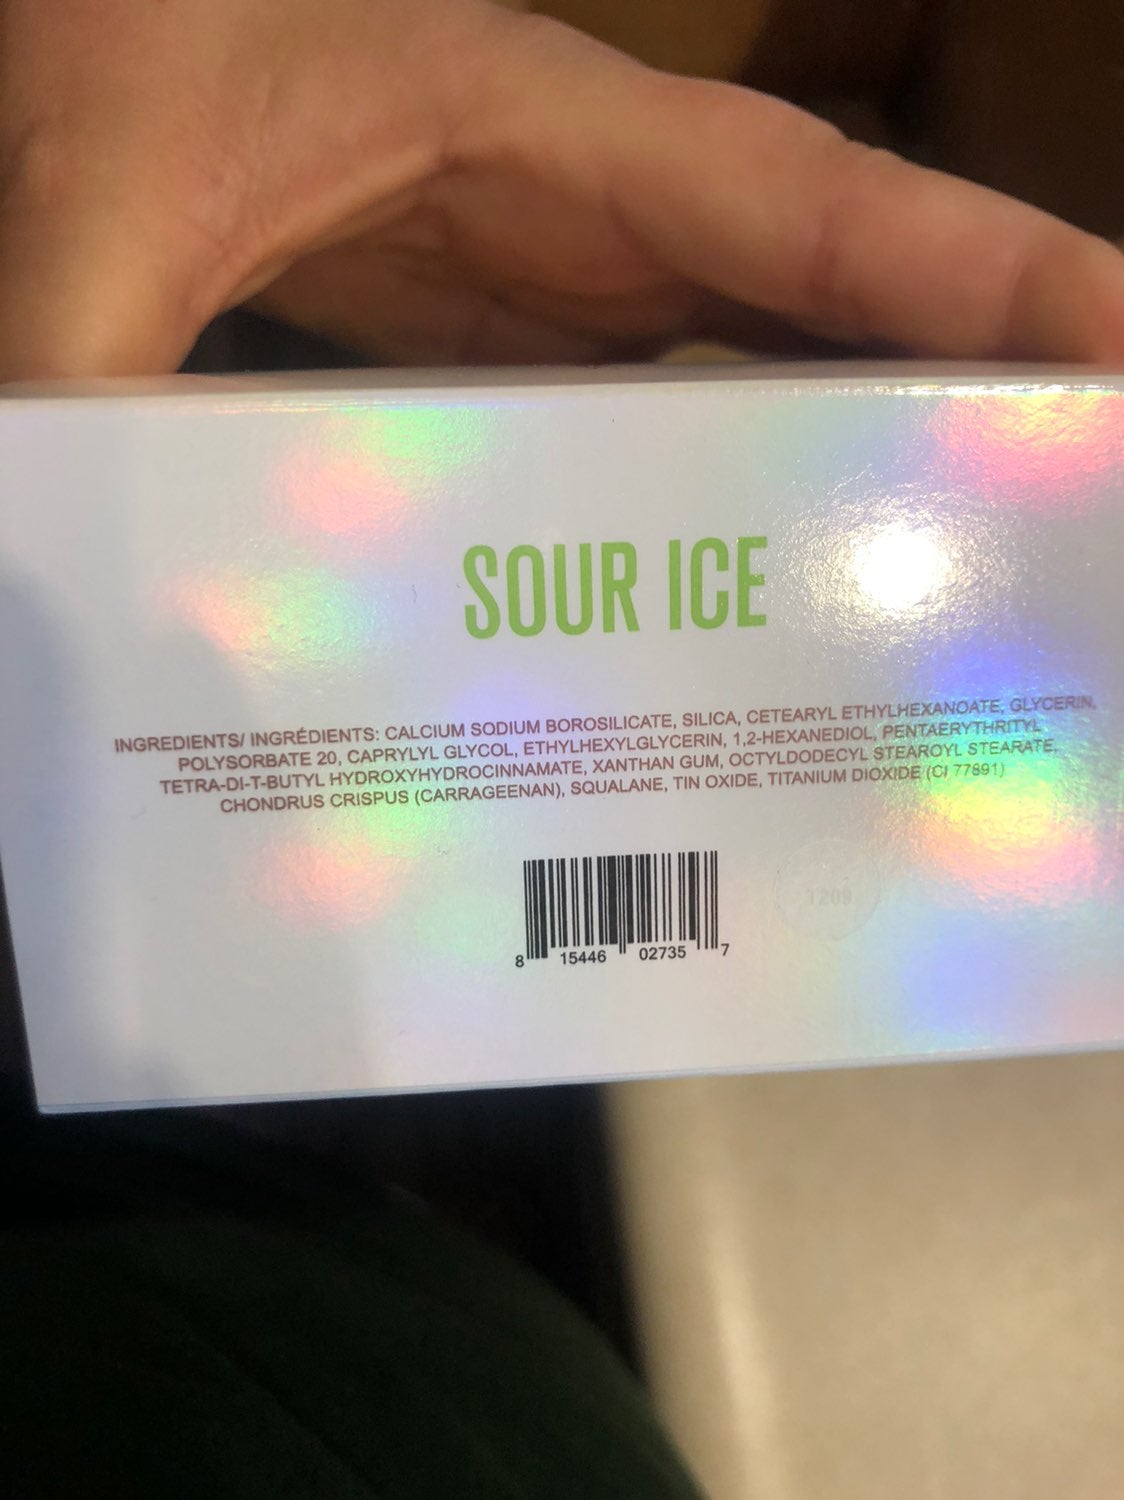 SOUR ICE
INGREDIENTS/ INGRÉDIENTS: CALCIUM SODIUM BOROSILICATE, SILICA, CETEARYL ETHYLHEXANOATE, GLYCERIN,
POLYSORBATE 20, CAPRYLYL GLYCOL, ETHYLHEXYLGLYCERIN, 1,2-HEXANEDIOL, PENTAERYTHRITYL
TETRA-DI-T-BUTYL HYDROXYHYDROCINNAMATE, XANTHAN GUM, OCTYLDODECYL STEAROYL STEARATE,
CHONDRUS CRISPUS (CARRAGEENAN), SQUALANE, TIN OXIDE, TITANIUM DIOXIDE (CI 77891)
1209
8 15446 02735 7